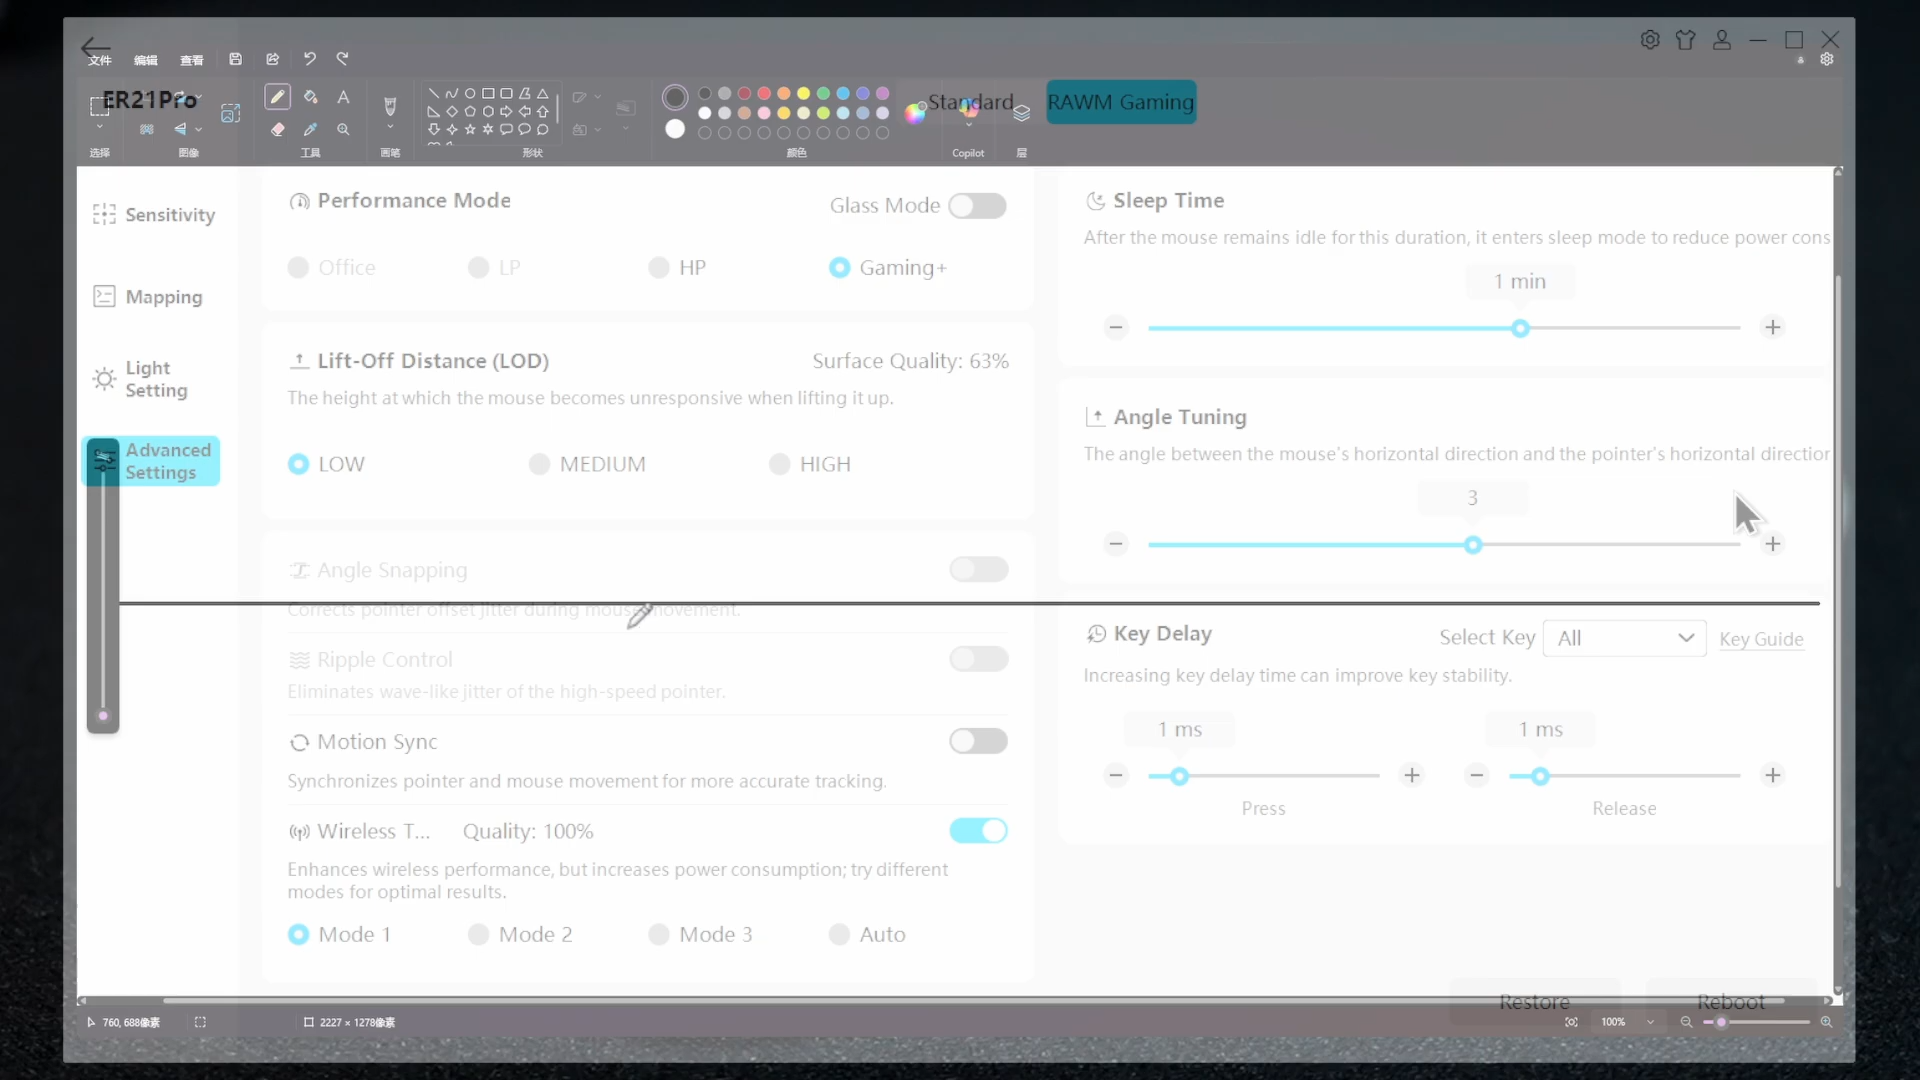 文件 编辑 查看
ER21Pro
Standard
RAWM Gaming
选择 图像 工具 画笔 形状 颜色 Copilot 层
Sensitivity
Mapping
Light
Setting
Advanced
Settings
Performance Mode
Glass Mode
Office LP HP Gaming+
Lift-Off Distance (LOD) Surface Quality: 63%
The height at which the mouse becomes unresponsive when lifting it up.
LOW MEDIUM HIGH
Angle Snapping
Corrects pointer offset jitter during mouse movement.
Ripple Control
Eliminates wave-like jitter of the high-speed pointer.
Motion Sync
Synchronizes pointer and mouse movement for more accurate tracking.
Wireless T... Quality: 100%
Enhances wireless performance, but increases power consumption; try different
modes for optimal results.
Mode 1 Mode 2 Mode 3 Auto
Sleep Time
After the mouse remains idle for this duration, it enters sleep mode to reduce power cons
1 min
Angle Tuning
The angle between the mouse's horizontal direction and the pointer's horizontal direction
3
Key Delay
Select Key All Key Guide
Increasing key delay time can improve key stability.
1 ms 1 ms
Press Release
Restore Reboot
760, 688像素
2227 × 1278像素
100%